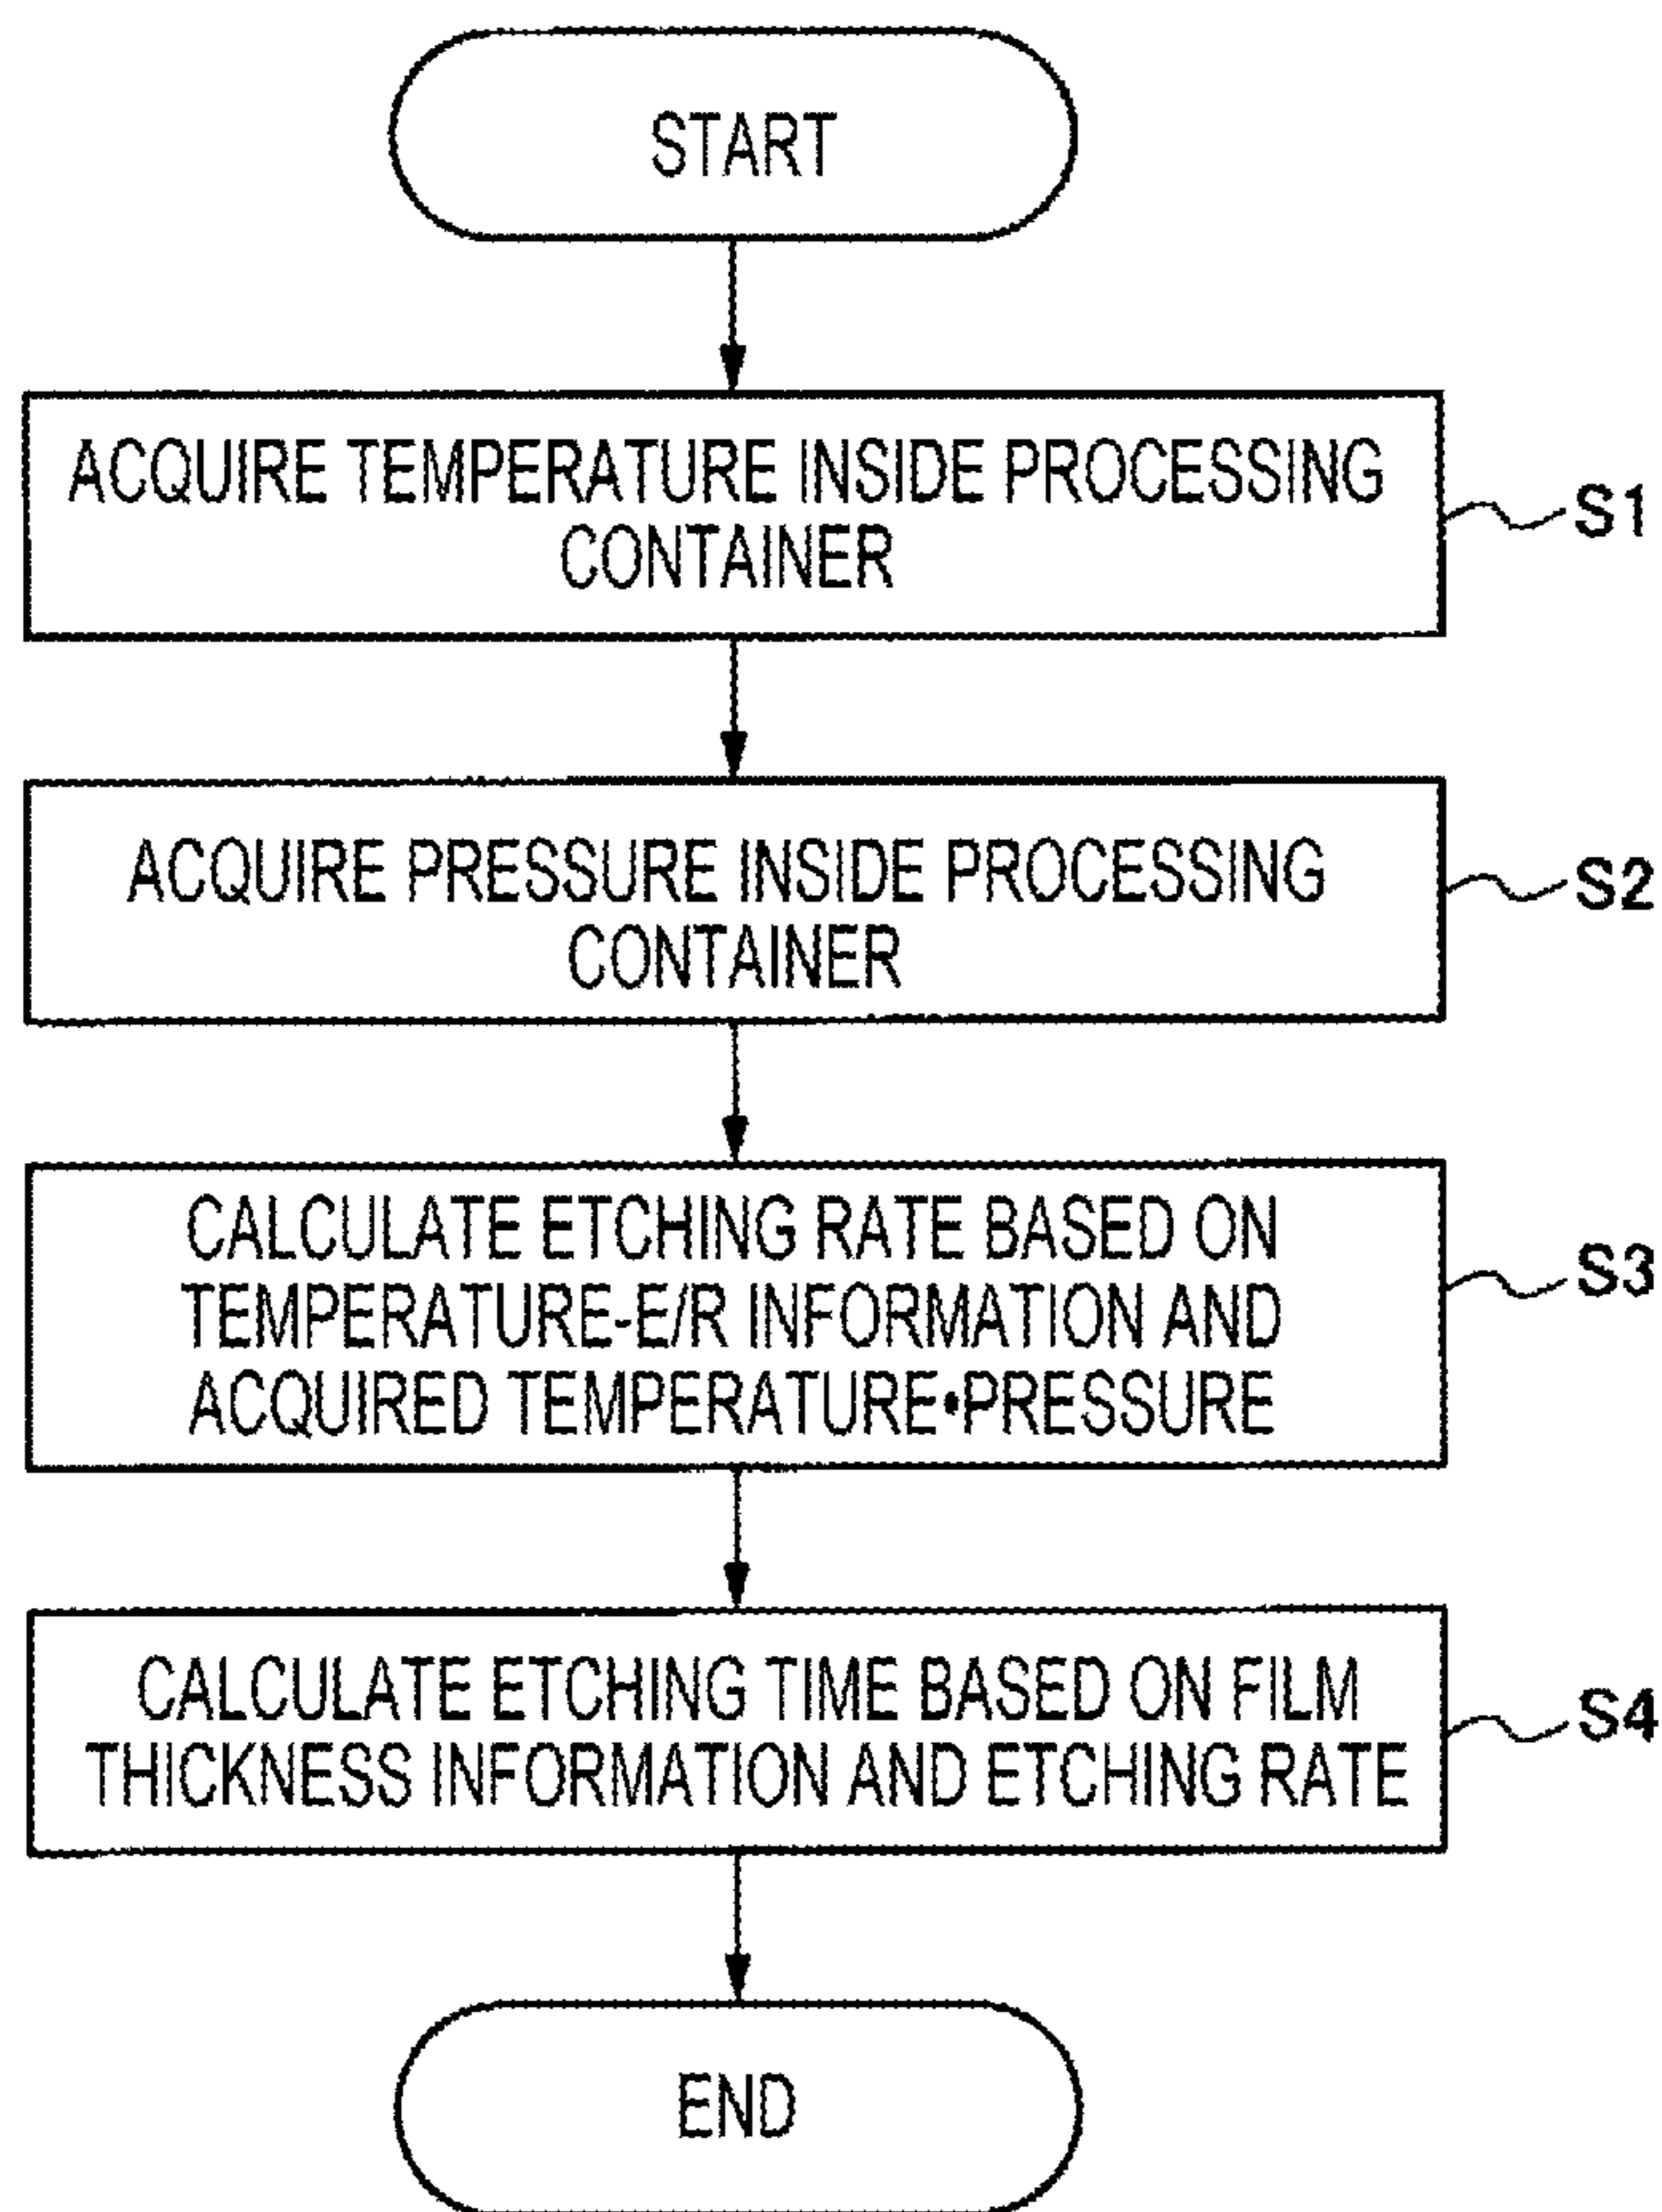 START
ACQUIRE TEMPERATURE INSIDE PROCESSING
CONTAINER
S1
ACQUIRE PRESSURE INSIDE PROCESSING
CONTAINER
S2
CALCULATE ETCHING RATE BASED ON
TEMPERATURE-E/R INFORMATION AND
ACQUIRED TEMPERATURE•PRESSURE
S3
CALCULATE ETCHING TIME BASED ON FILM
THICKNESS INFORMATION AND ETCHING RATE
S4
END